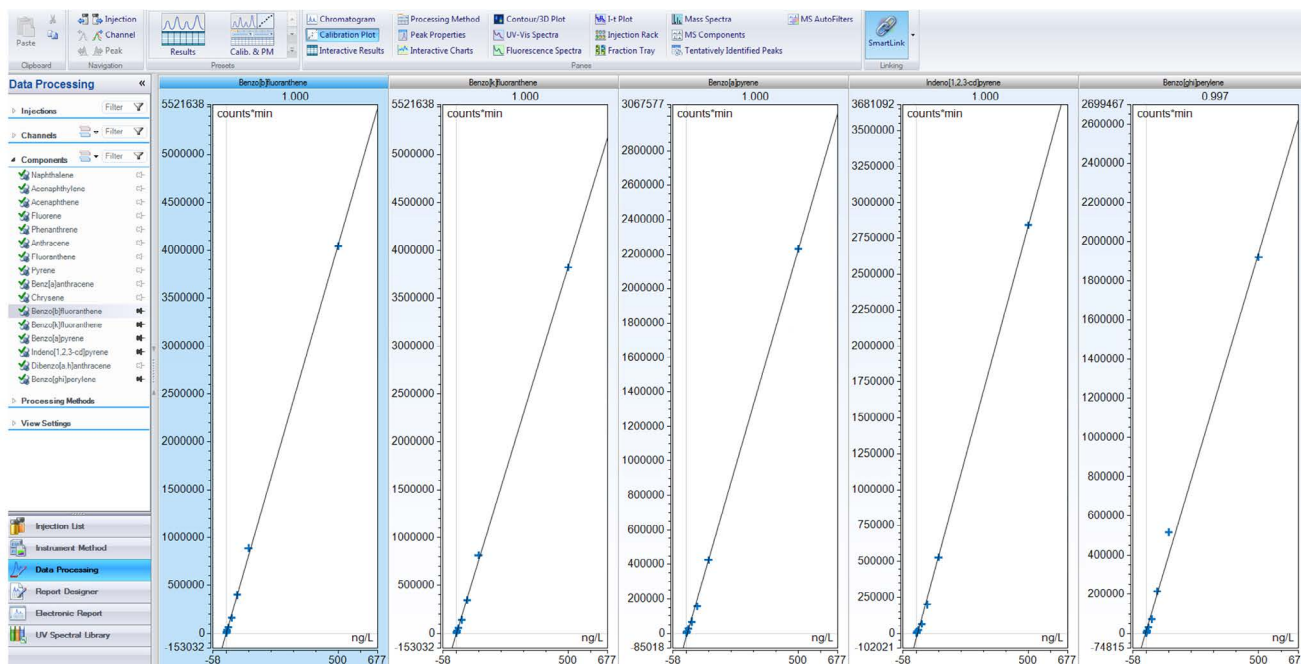 Paste
Injection
Channel
Peak
Results
Calib. & PM
Chromatogram
Calibration Plot
Interactive Results
Processing Method
Peak Properties
Interactive Charts
Contour/3D Plot
UV-Vis Spectra
Fluorescence Spectra
I-t Plot
Injection Rack
Fraction Tray
Mass Spectra
MS Components
Tentatively Identified Peaks
MS AutoFilters
SmartLink
Clipboard
Navigation
Presets
Panes
Linking
Data Processing «
Injections Filter
Channels Filter
Components Filter
Naphthalene
Acenaphthylene
Acenaphthene
Fluorene
Phenanthrene
Anthracene
Fluoranthene
Pyrene
Benz[a]anthracene
Chrysene
Benzo[b]fluoranthene
Benzo[k]fluoranthene
Benzo[a]pyrene
Indeno[1,2,3-cd]pyrene
Dibenzo[a,h]anthracene
Benzo[ghi]perylene
Processing Methods
View Settings
Injection List
Instrument Method
Data Processing
Report Designer
Electronic Report
UV Spectral Library
Benzo[b]fluoranthene
1.000
5521638
counts*min
5000000
4500000
4000000
3500000
3000000
2500000
2000000
1500000
1000000
500000
0
-153032
ng/L
-58
500
677
Benzo[k]fluoranthene
1.000
5521638
counts*min
5000000
4500000
4000000
3500000
3000000
2500000
2000000
1500000
1000000
500000
0
-153032
ng/L
-58
500
677
Benzo[a]pyrene
1.000
3067577
counts*min
2800000
2600000
2400000
2200000
2000000
1800000
1600000
1400000
1200000
1000000
800000
600000
400000
200000
0
-85018
ng/L
-58
500
677
Indeno[1,2,3-cd]pyrene
1.000
3681092
counts*min
3500000
3250000
3000000
2750000
2500000
2250000
2000000
1750000
1500000
1250000
1000000
750000
500000
250000
0
-102021
ng/L
-58
500
677
Benzo[ghi]perylene
0.997
2699467
counts*min
2400000
2200000
2000000
1800000
1600000
1400000
1200000
1000000
800000
600000
400000
200000
0
-74815
ng/L
-58
500